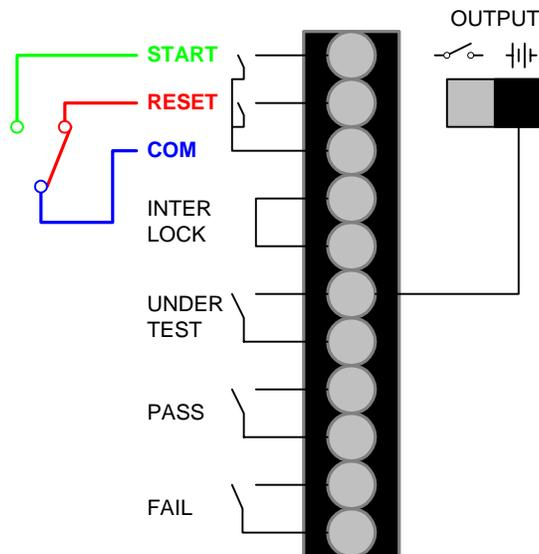 OUTPUT
START
RESET
COM
INTER
LOCK
UNDER
TEST
PASS
FAIL